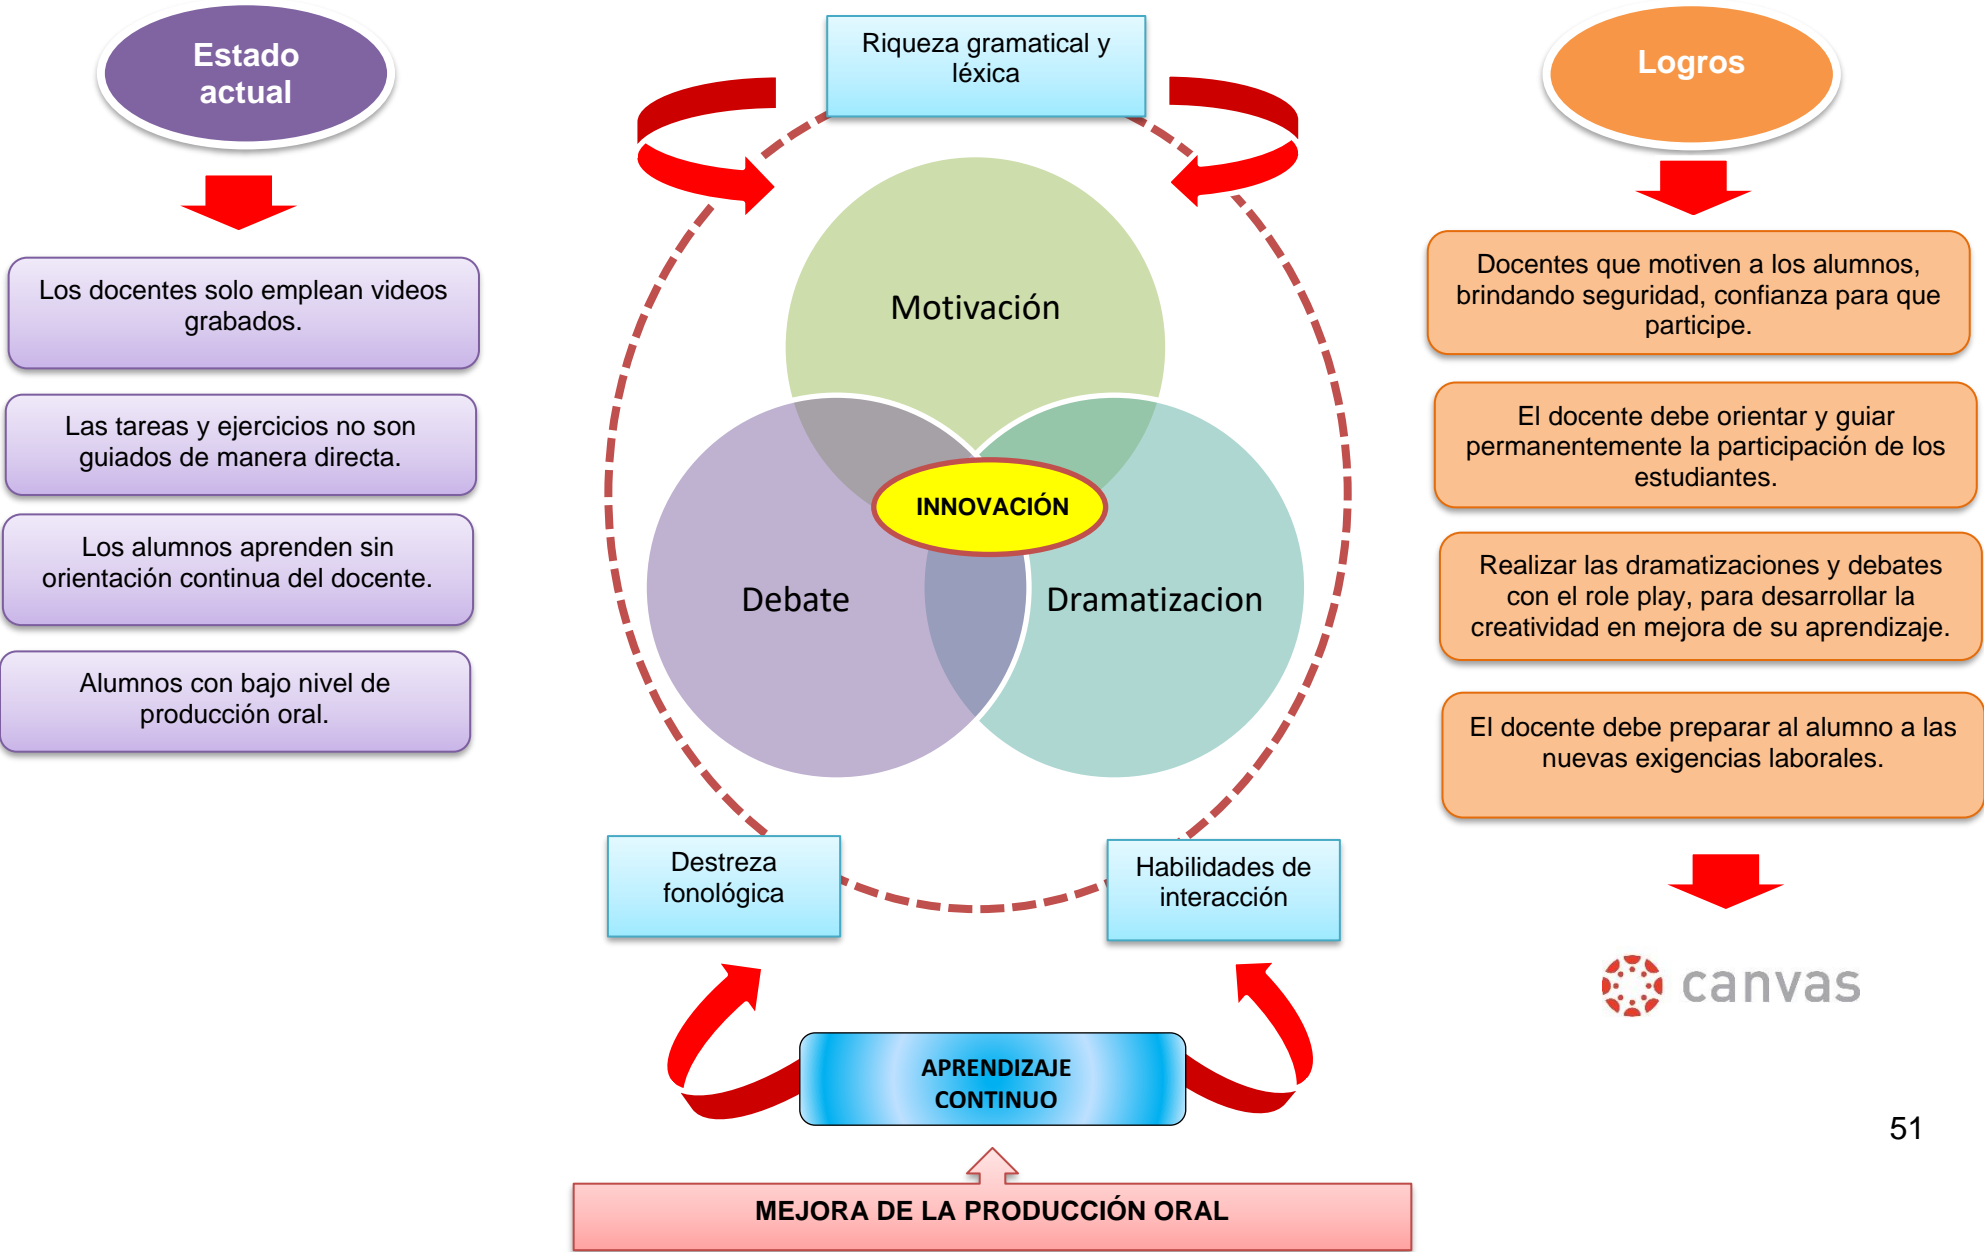 Estado
actual
Los docentes solo emplean videos
grabados.
Las tareas y ejercicios no son
guiados de manera directa.
Los alumnos aprenden sin
orientación continua del docente.
Alumnos con bajo nivel de
producción oral.
Riqueza gramatical y
léxica
Motivación
INNOVACIÓN
Debate
Dramatizacion
Destreza
fonológica
Habilidades de
interacción
APRENDIZAJE
CONTINUO
MEJORA DE LA PRODUCCIÓN ORAL
Logros
Docentes que motiven a los alumnos,
brindando seguridad, confianza para que
participe.
El docente debe orientar y guiar
permanentemente la participación de los
estudiantes.
Realizar las dramatizaciones y debates
con el role play, para desarrollar la
creatividad en mejora de su aprendizaje.
El docente debe preparar al alumno a las
nuevas exigencias laborales.
canvas
51